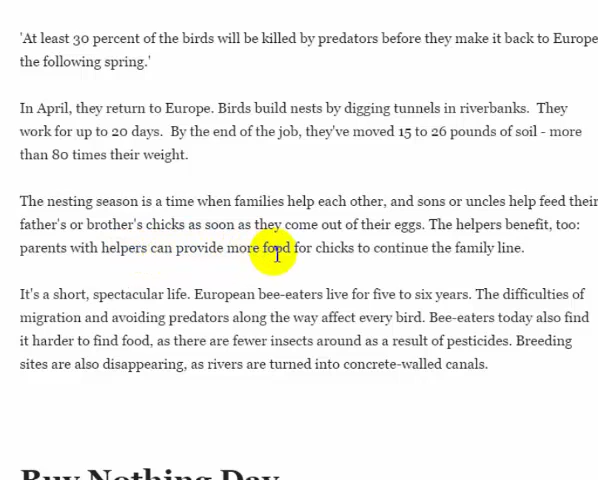 'At least 30 percent of the birds will be killed by predators before they make it back to Europe
the following spring.'
In April, they return to Europe. Birds build nests by digging tunnels in riverbanks.  They
work for up to 20 days.  By the end of the job, they've moved 15 to 26 pounds of soil - more
than 80 times their weight.
The nesting season is a time when families help each other, and sons or uncles help feed their
father's or brother's chicks as soon as they come out of their eggs. The helpers benefit, too:
parents with helpers can provide more food for chicks to continue the family line.
It's a short, spectacular life. European bee-eaters live for five to six years. The difficulties of
migration and avoiding predators along the way affect every bird. Bee-eaters today also find
it harder to find food, as there are fewer insects around as a result of pesticides. Breeding
sites are also disappearing, as rivers are turned into concrete-walled canals.
Buy Nothing Day